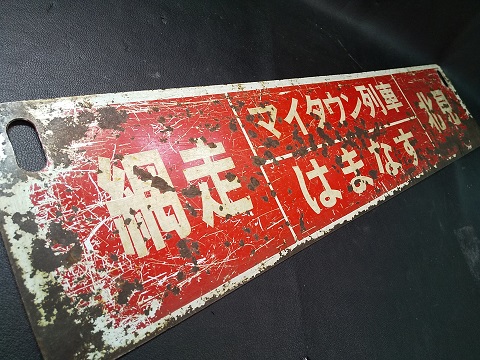 網走
マイタウン列車
はまなす
北見